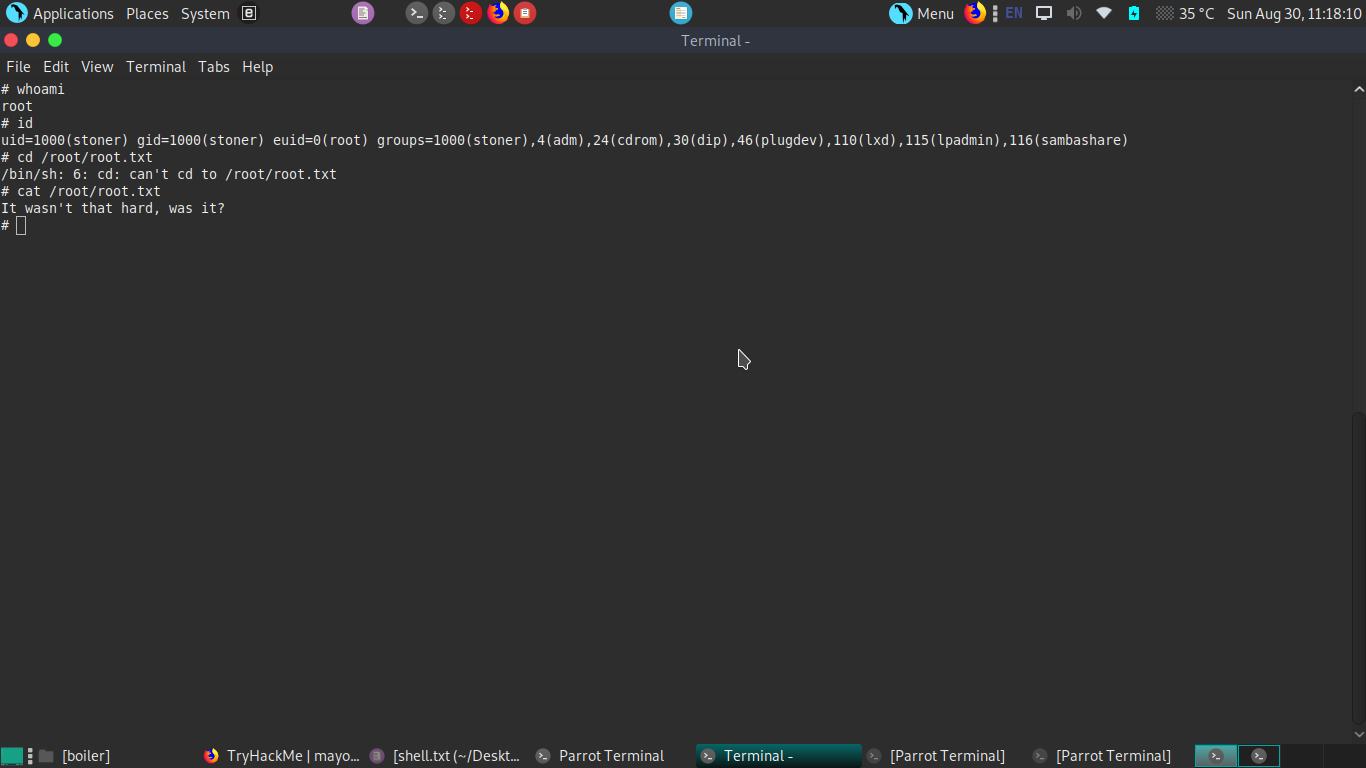 Applications Places System Menu EN 35 °C Sun Aug 30, 11:18:10
Terminal -
File Edit View Terminal Tabs Help
# whoami
root
# id
uid=1000(stoner) gid=1000(stoner) euid=0(root) groups=1000(stoner),4(adm),24(cdrom),30(dip),46(plugdev),110(lxd),115(lpadmin),116(sambashare)
# cd /root/root.txt
/bin/sh: 6: cd: can't cd to /root/root.txt
# cat /root/root.txt
It wasn't that hard, was it?
#
[boiler] TryHackMe | mayo... [shell.txt (~/Deskt... Parrot Terminal Terminal - [Parrot Terminal] [Parrot Terminal]